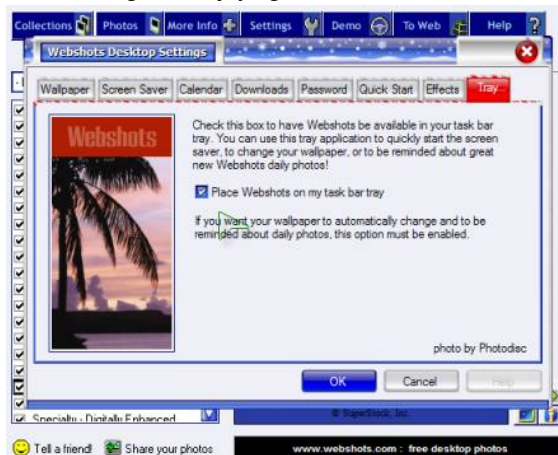 Collections Photos More Info Settings Demo To Web Help
Webshots Desktop Settings
Wallpaper Screen Saver Calendar Downloads Password Quick Start Effects Tray
Webshots
Check this box to have Webshots be available in your task bar
tray. You can use this tray application to quickly start the screen
saver, to change your wallpaper, or to be reminded about great
new Webshots daily photos!
Place Webshots on my task bar tray
If you want your wallpaper to automatically change and to be
reminded about daily photos, this option must be enabled.
photo by Photodisc
OK Cancel Help
Specialty - Digitally Enhanced
© SuperStock, Inc.
Tell a friend! Share your photos
www.webshots.com : free desktop photos